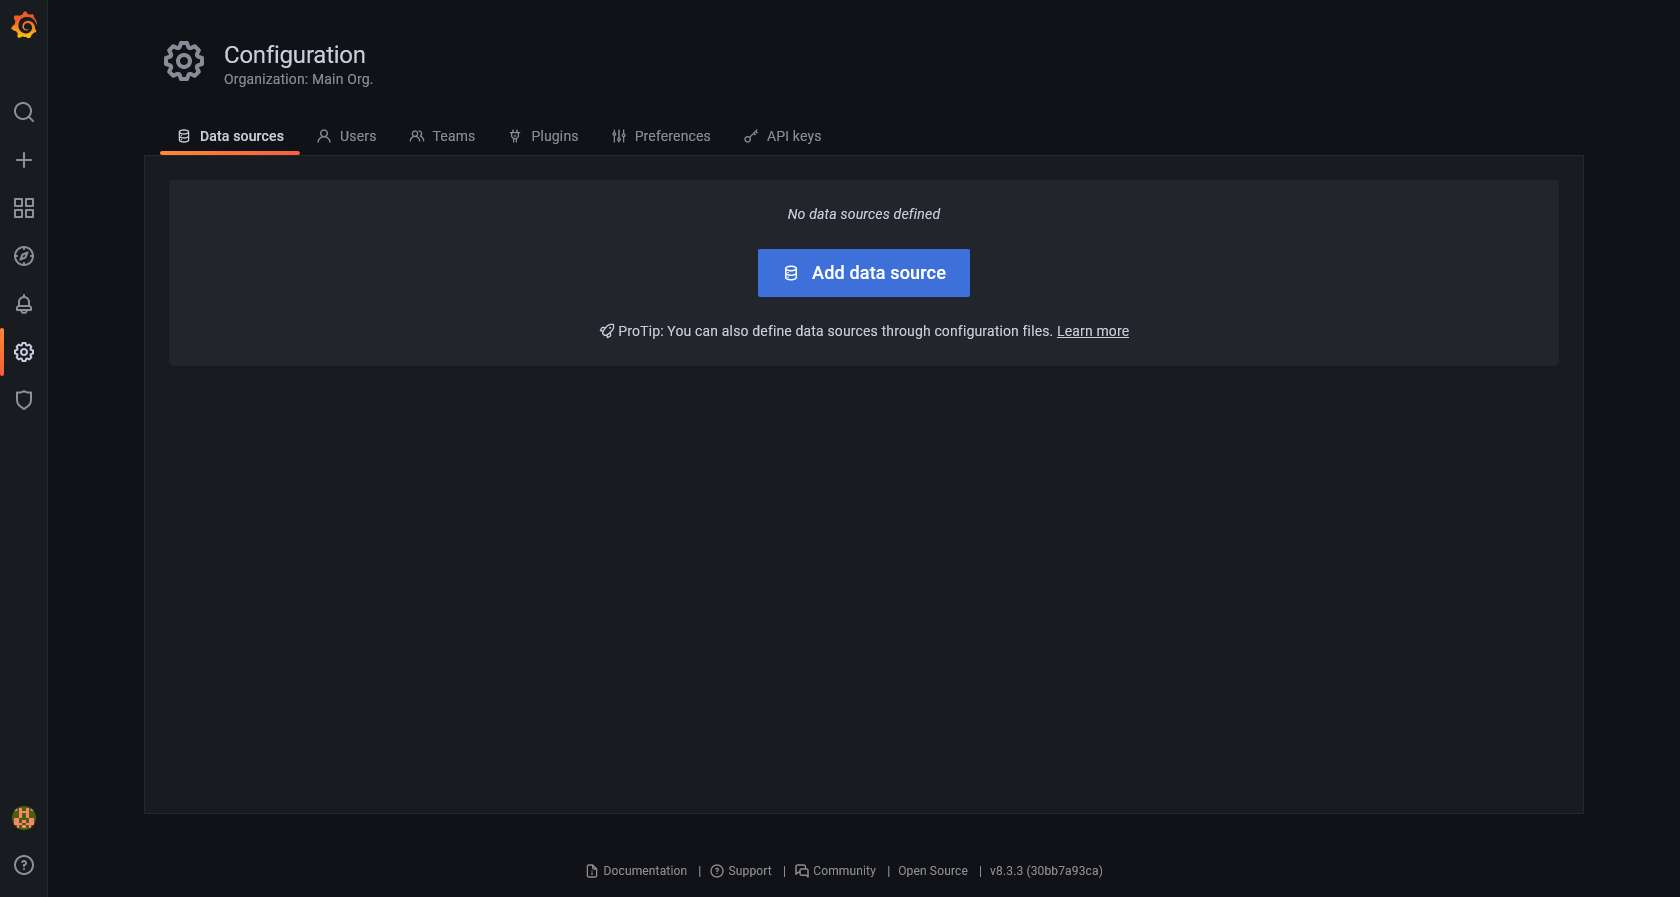 Configuration
Organization: Main Org.
Data sources
Users
Teams
Plugins
Preferences
API keys
No data sources defined
Add data source
ProTip: You can also define data sources through configuration files. Learn more
Documentation | Support | Community | Open Source | v8.3.3 (30bb7a93ca)